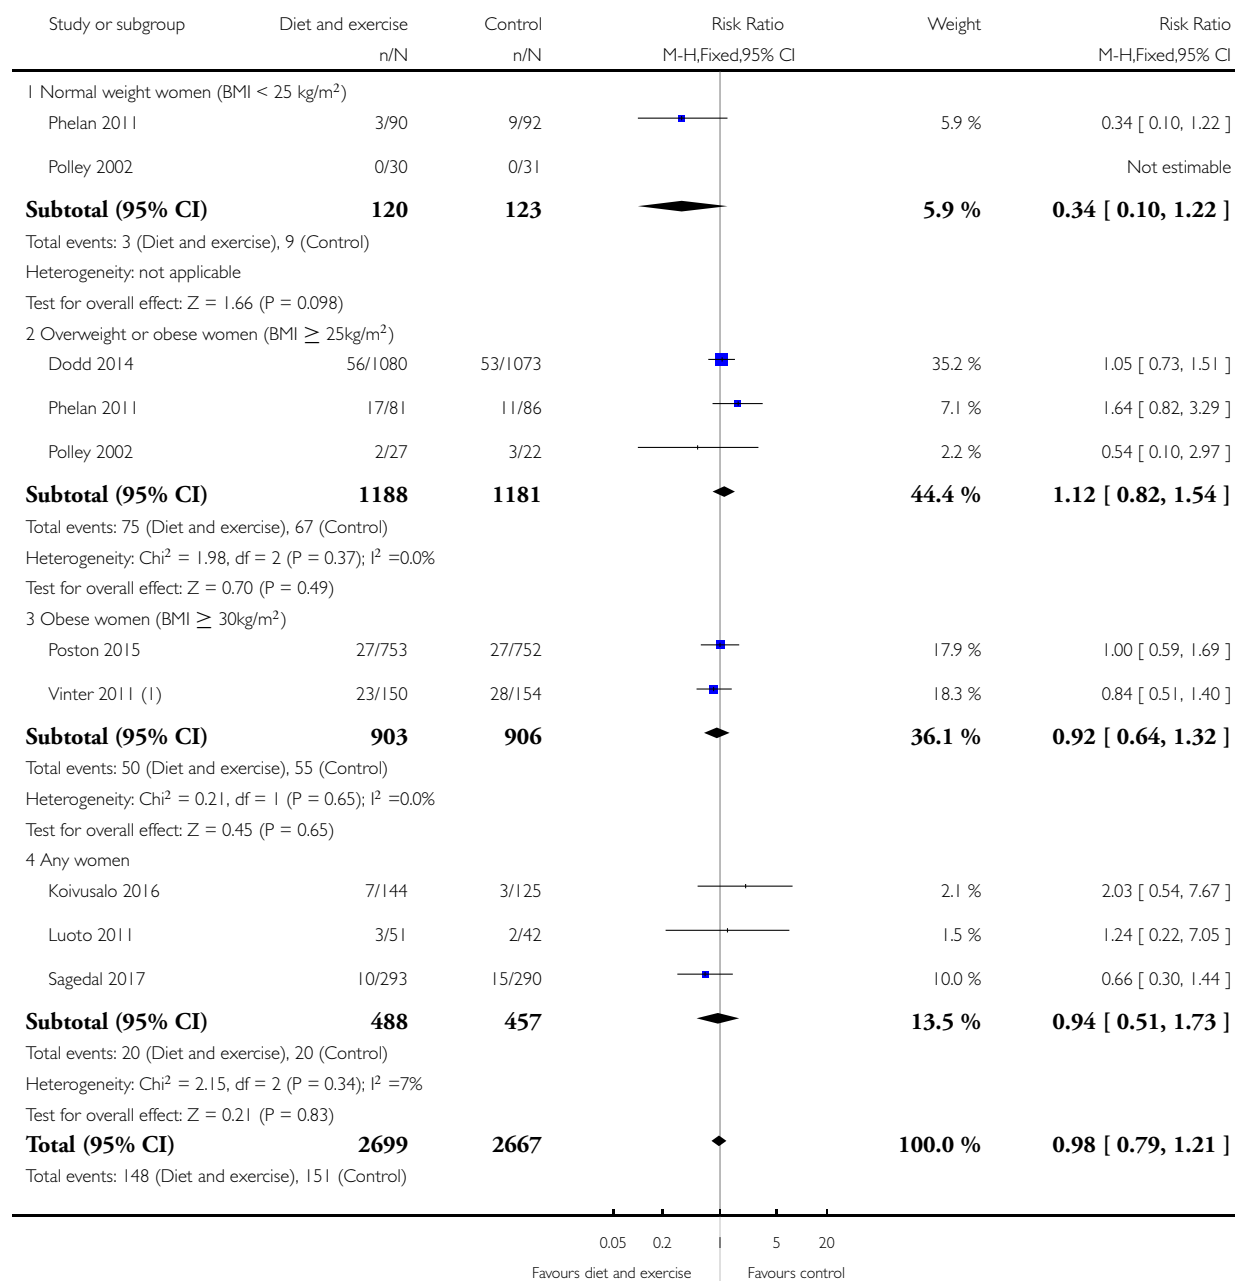 Study or subgroup Diet and exercise Control Risk Ratio Weight Risk Ratio
n/N n/N M-H,Fixed,95% CI M-H,Fixed,95% CI
1 Normal weight women (BMI < 25 kg/m²)
Phelan 2011 3/90 9/92 5.9 % 0.34 [ 0.10, 1.22 ]
Polley 2002 0/30 0/31 Not estimable
Subtotal (95% CI) 120 123 5.9 % 0.34 [ 0.10, 1.22 ]
Total events: 3 (Diet and exercise), 9 (Control)
Heterogeneity: not applicable
Test for overall effect: Z = 1.66 (P = 0.098)
2 Overweight or obese women (BMI ≥ 25kg/m²)
Dodd 2014 56/1080 53/1073 35.2 % 1.05 [ 0.73, 1.51 ]
Phelan 2011 17/81 11/86 7.1 % 1.64 [ 0.82, 3.29 ]
Polley 2002 2/27 3/22 2.2 % 0.54 [ 0.10, 2.97 ]
Subtotal (95% CI) 1188 1181 44.4 % 1.12 [ 0.82, 1.54 ]
Total events: 75 (Diet and exercise), 67 (Control)
Heterogeneity: Chi² = 1.98, df = 2 (P = 0.37); I² =0.0%
Test for overall effect: Z = 0.70 (P = 0.49)
3 Obese women (BMI ≥ 30kg/m²)
Poston 2015 27/753 27/752 17.9 % 1.00 [ 0.59, 1.69 ]
Vinter 2011 (1) 23/150 28/154 18.3 % 0.84 [ 0.51, 1.40 ]
Subtotal (95% CI) 903 906 36.1 % 0.92 [ 0.64, 1.32 ]
Total events: 50 (Diet and exercise), 55 (Control)
Heterogeneity: Chi² = 0.21, df = 1 (P = 0.65); I² =0.0%
Test for overall effect: Z = 0.45 (P = 0.65)
4 Any women
Koivusalo 2016 7/144 3/125 2.1 % 2.03 [ 0.54, 7.67 ]
Luoto 2011 3/51 2/42 1.5 % 1.24 [ 0.22, 7.05 ]
Sagedal 2017 10/293 15/290 10.0 % 0.66 [ 0.30, 1.44 ]
Subtotal (95% CI) 488 457 13.5 % 0.94 [ 0.51, 1.73 ]
Total events: 20 (Diet and exercise), 20 (Control)
Heterogeneity: Chi² = 2.15, df = 2 (P = 0.34); I² =7%
Test for overall effect: Z = 0.21 (P = 0.83)
Total (95% CI) 2699 2667 100.0 % 0.98 [ 0.79, 1.21 ]
Total events: 148 (Diet and exercise), 151 (Control)
0.05 0.2 1 5 20
Favours diet and exercise Favours control